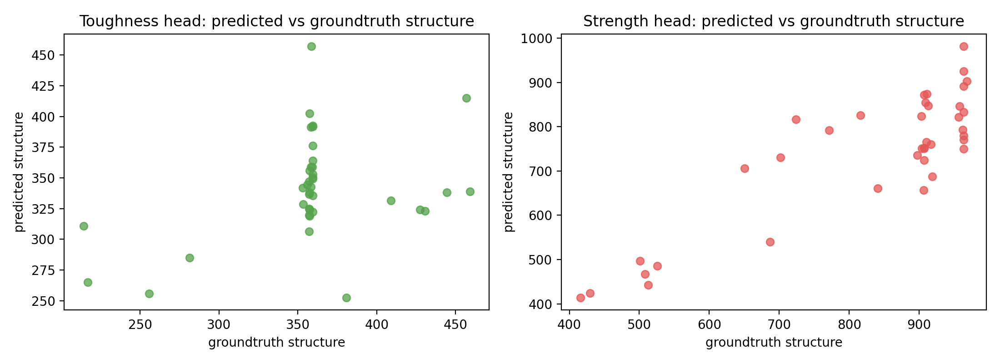 Toughness head: predicted vs groundtruth structure
450
425
400
375
350
325
300
275
250
predicted structure
250 300 350 400 450
groundtruth structure
Strength head: predicted vs groundtruth structure
1000
900
800
700
600
500
400
predicted structure
400 500 600 700 800 900
groundtruth structure